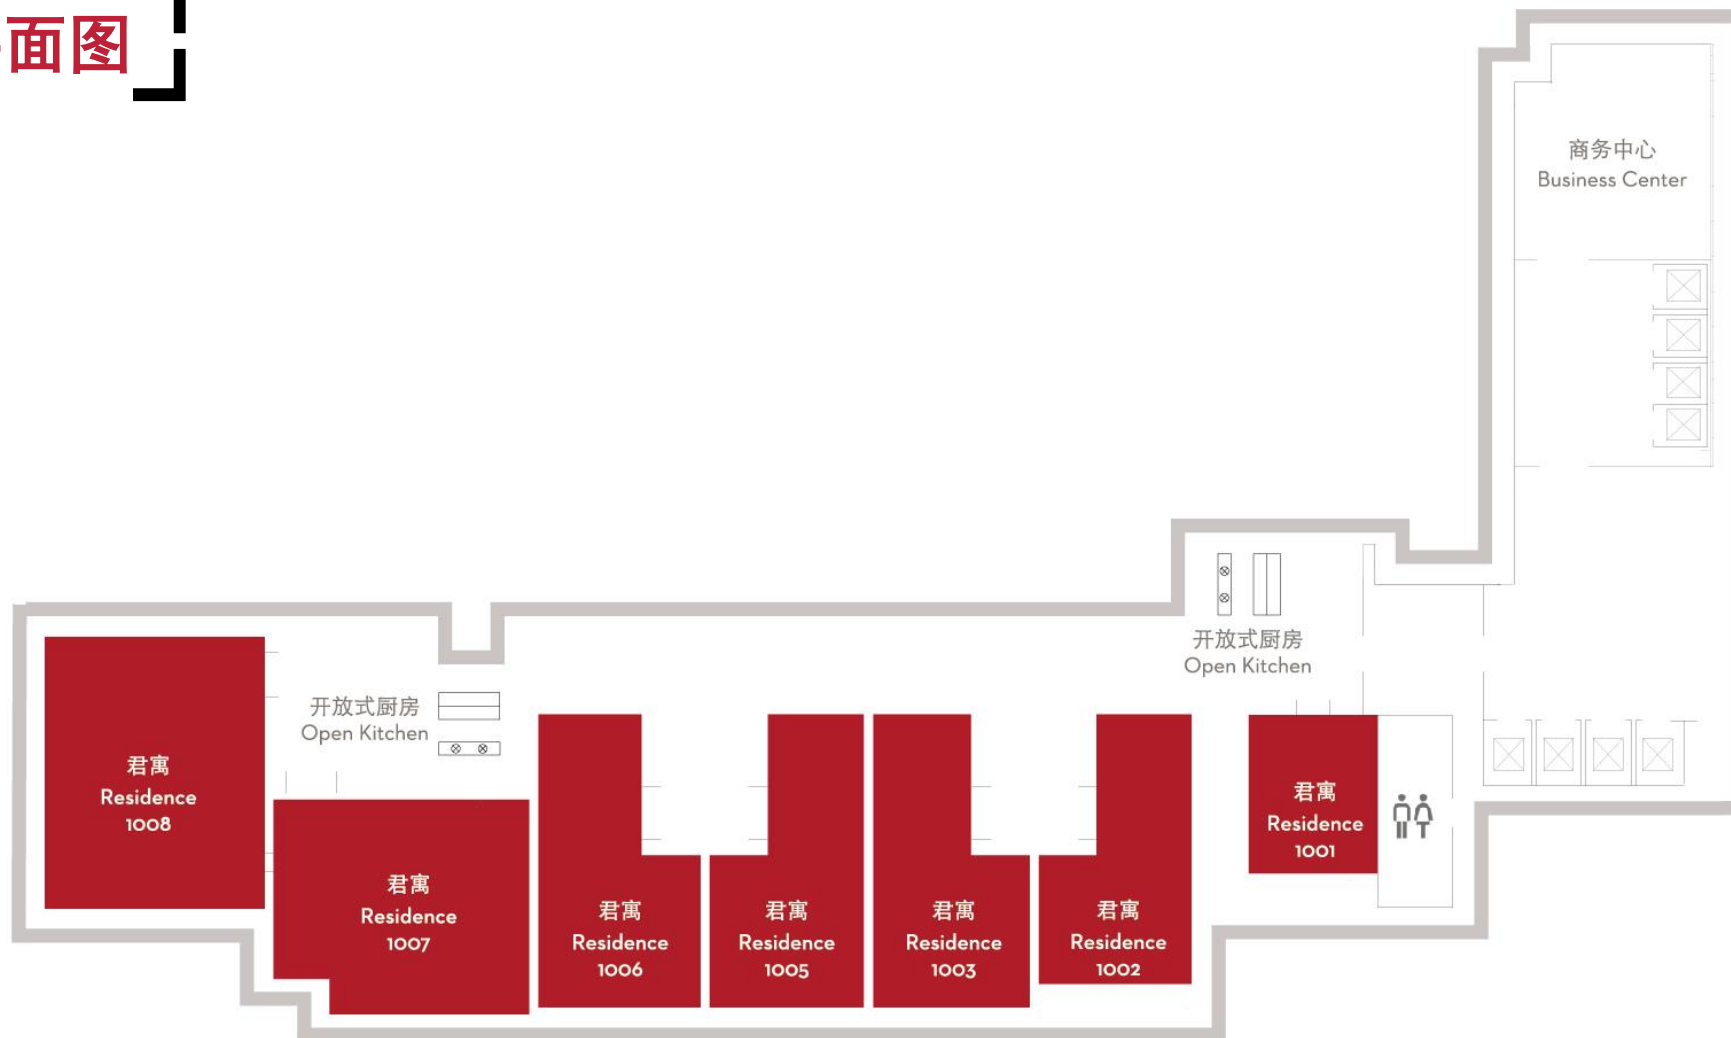 面图
商务中心
Business Center
开放式厨房
Open Kitchen
开放式厨房
Open Kitchen
君寓
Residence
1008
君寓
Residence
1007
君寓
Residence
1006
君寓
Residence
1005
君寓
Residence
1003
君寓
Residence
1002
君寓
Residence
1001